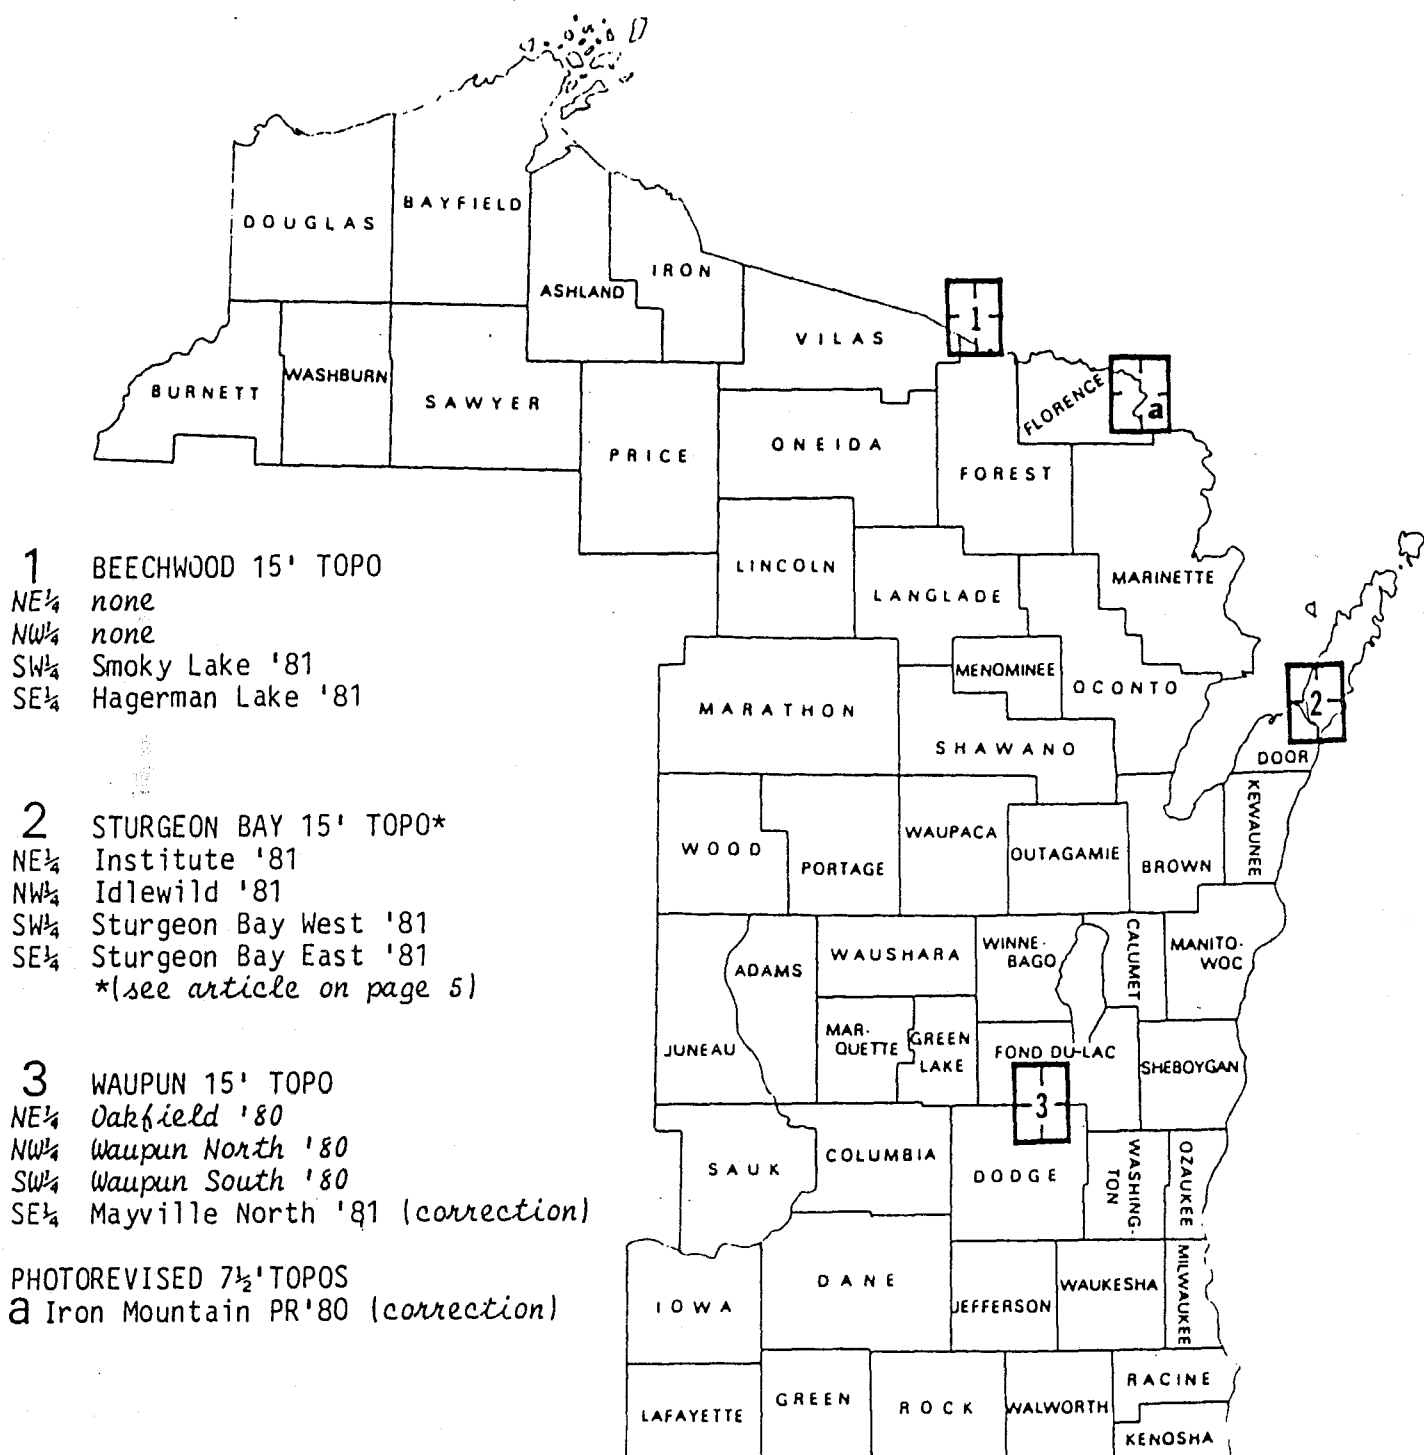 DOUGLAS
BAYFIELD
ASHLAND
IRON
VILAS
1
BURNETT
WASHBURN
SAWYER
PRICE
ONEIDA
FOREST
FLORENCE
a
LINCOLN
LANGLADE
MARINETTE
MENOMINEE
OCONTO
MARATHON
SHAWANO
2
DOOR
KEWAUNEE
WOOD
PORTAGE
WAUPACA
OUTAGAMIE
BROWN
JUNEAU
ADAMS
WAUSHARA
WINNE-
BAGO
CALUMET
MANITO-
WOC
MAR-
QUETTE
GREEN
LAKE
FOND DU-LAC
SHEBOYGAN
3
SAUK
COLUMBIA
DODGE
WASHING-
TON
OZAUKEE
IOWA
DANE
JEFFERSON
WAUKESHA
MILWAUKEE
LAFAYETTE
GREEN
ROCK
WALWORTH
RACINE
KENOSHA
1 BEECHWOOD 15' TOPO
NE¼ none
NW¼ none
SW¼ Smoky Lake '81
SE¼ Hagerman Lake '81
2 STURGEON BAY 15' TOPO*
NE¼ Institute '81
NW¼ Idlewild '81
SW¼ Sturgeon Bay West '81
SE¼ Sturgeon Bay East '81
*(see article on page 5)
3 WAUPUN 15' TOPO
NE¼ Oakfield '80
NW¼ Waupun North '80
SW¼ Waupun South '80
SE¼ Mayville North '81 (correction)
PHOTOREVISED 7½'TOPOS
a Iron Mountain PR'80 (correction)